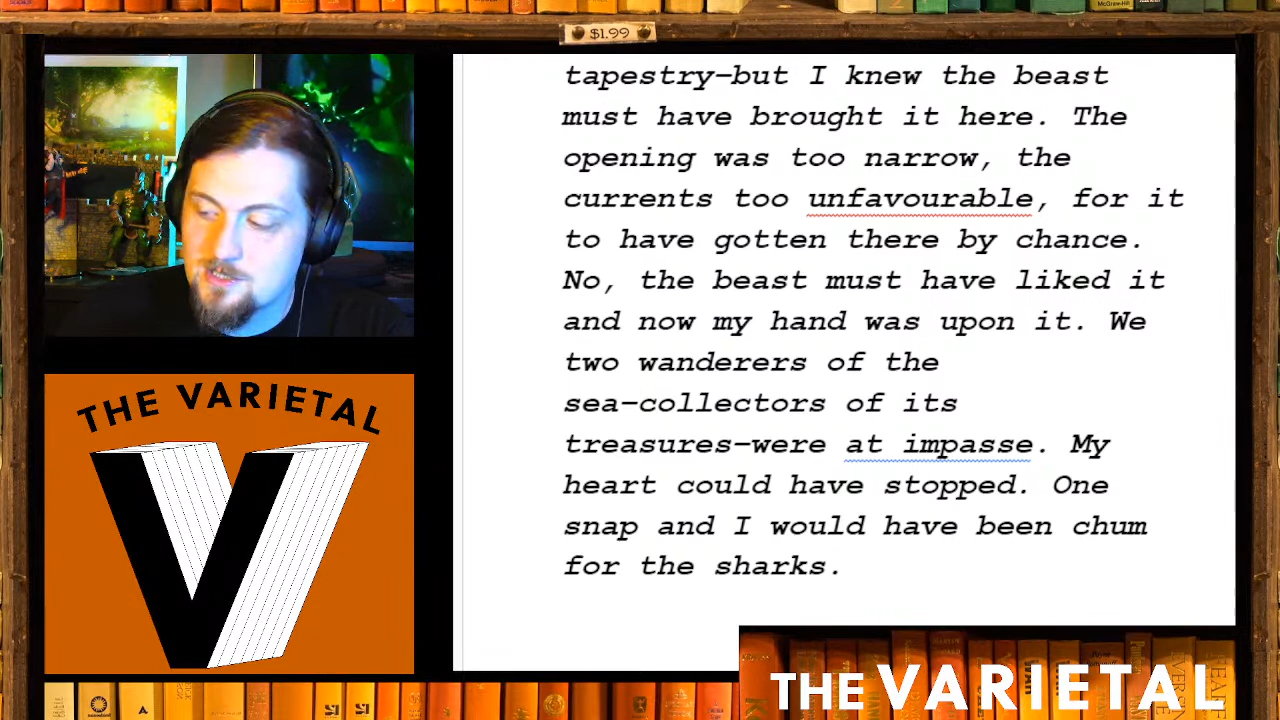 $1.99
McGraw-Hill
tapestry—but I knew the beast
must have brought it here. The
opening was too narrow, the
currents too unfavourable, for it
to have gotten there by chance.
No, the beast must have liked it
and now my hand was upon it. We
two wanderers of the
sea—collectors of its
treasures—were at impasse. My
heart could have stopped. One
snap and I would have been chum
for the sharks.
THE VARIETAL
V
THE VARIETAL